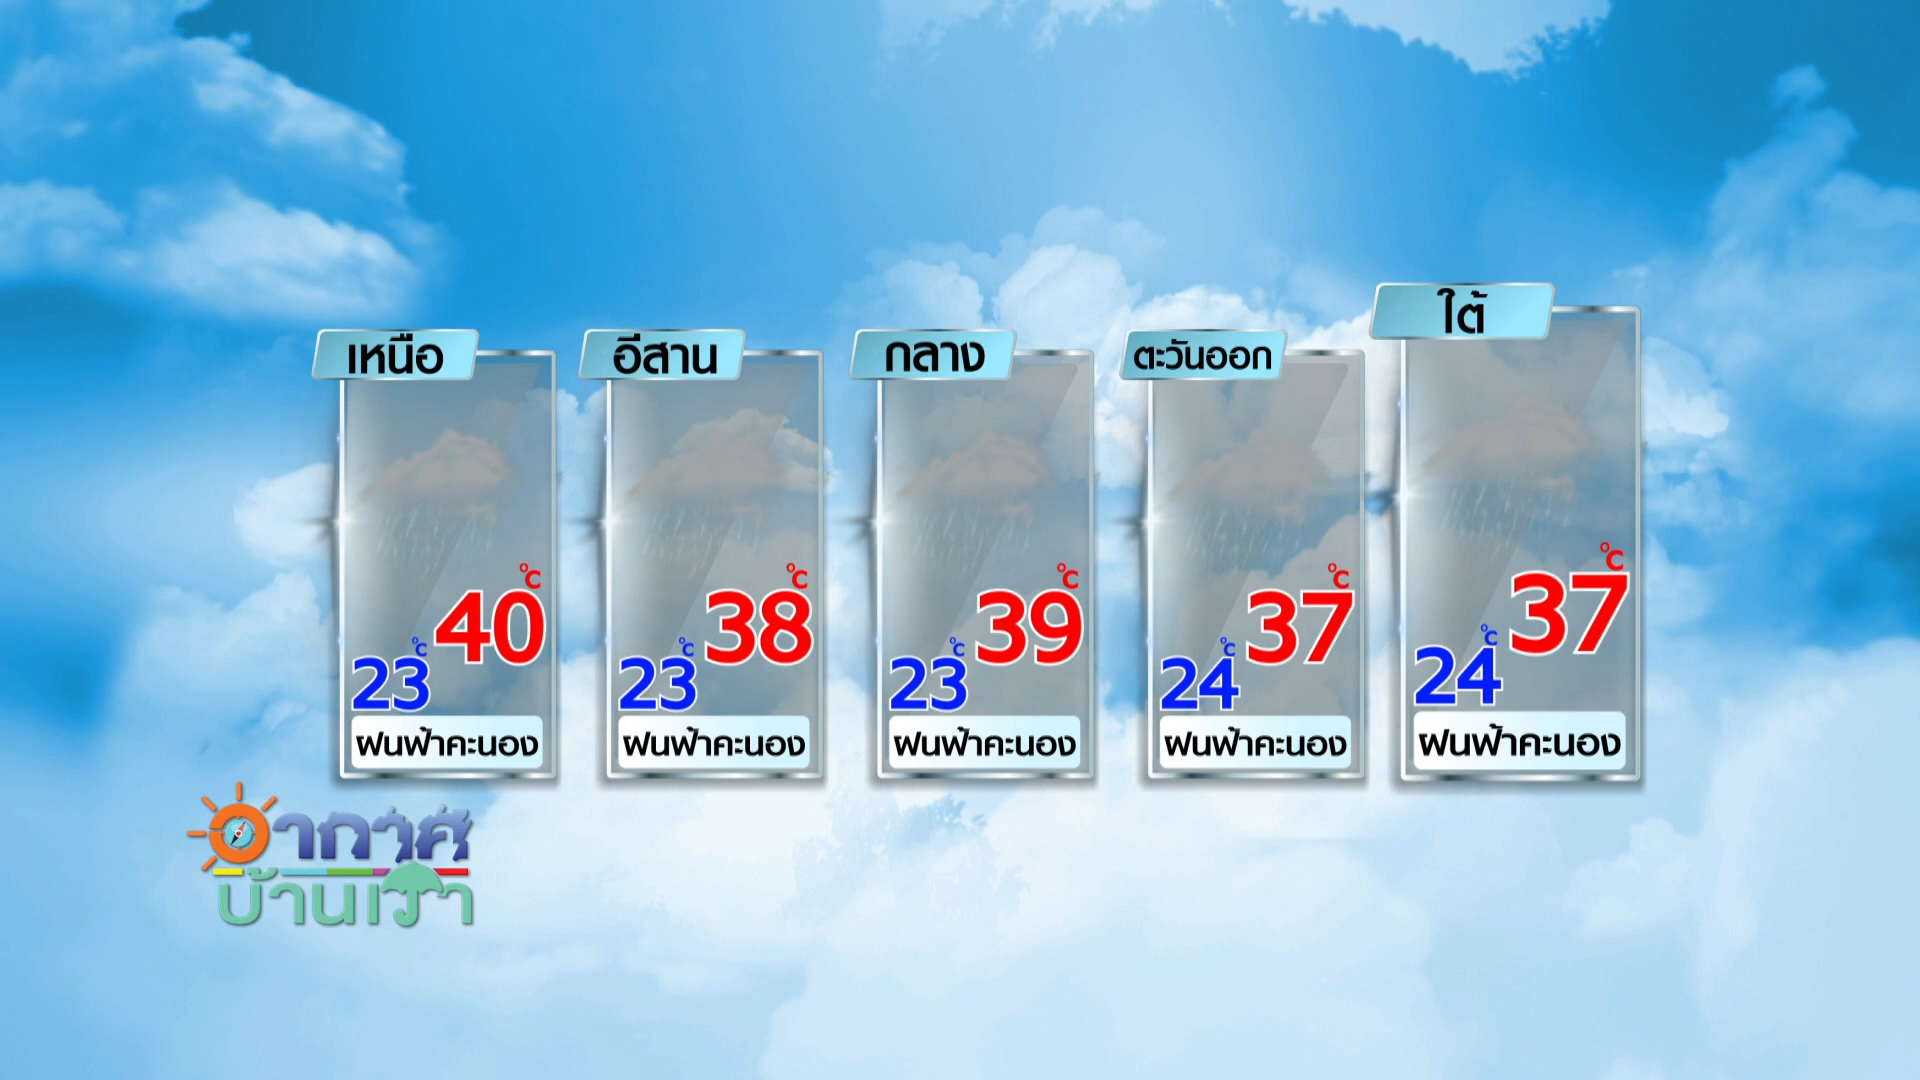 เหนือ
40°C
23°C
ฝนฟ้าคะนอง
อีสาน
38°C
23°C
ฝนฟ้าคะนอง
กลาง
39°C
23°C
ฝนฟ้าคะนอง
ตะวันออก
37°C
24°C
ฝนฟ้าคะนอง
ใต้
37°C
24°C
ฝนฟ้าคะนอง
อากาศ
บ้านเรา